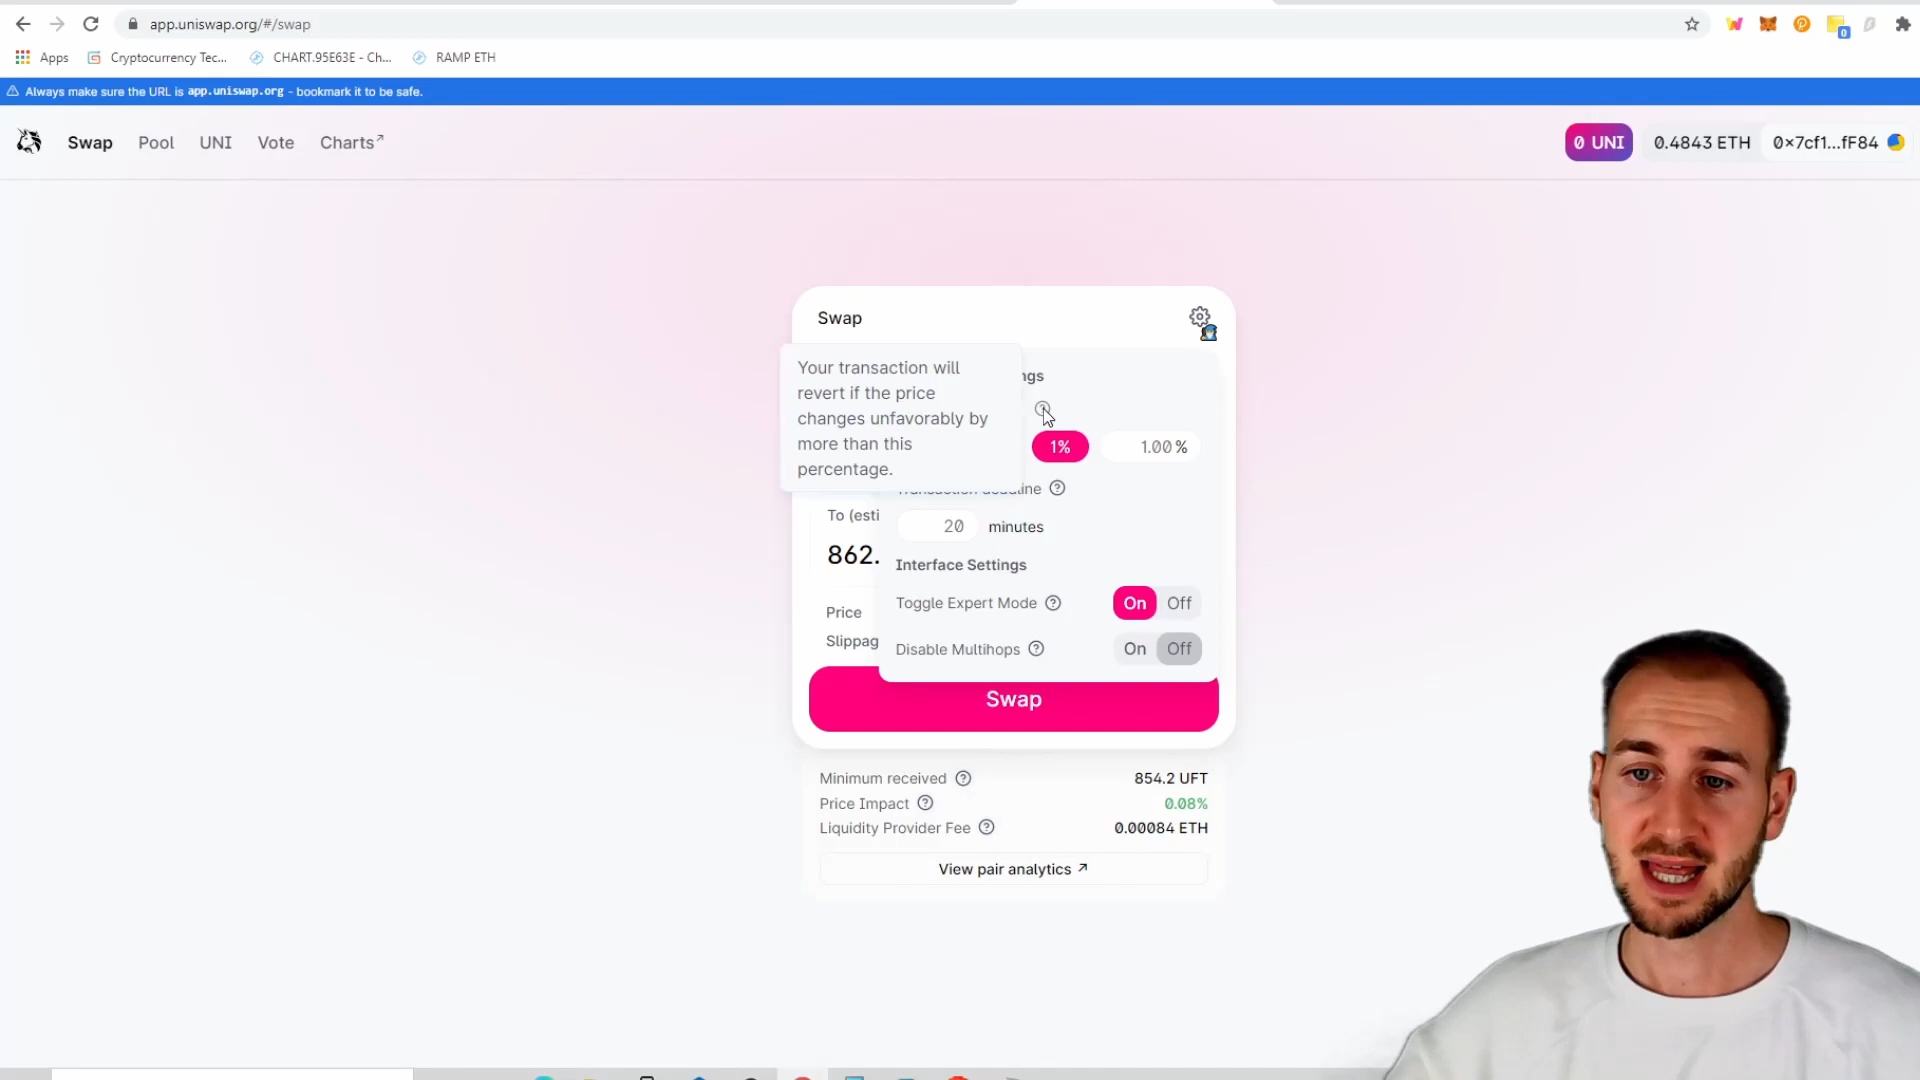 app.uniswap.org/#/swap
Apps
Cryptocurrency Tec...
CHART.95E63E - Ch...
RAMP ETH
0
Always make sure the URL is app.uniswap.org - bookmark it to be safe.
Swap
Pool
UNI
Vote
Charts↗
0 UNI
0.4843 ETH
0x7cf1...fF84
Swap
Your transaction will
revert if the price
changes unfavorably by
more than this
percentage.
ngs
1%
1.00 %
20 minutes
To (esti
862.
Interface Settings
Toggle Expert Mode
On
Off
Price
Slippag
Disable Multihops
On
Off
Swap
Minimum received
854.2 UFT
Price Impact
0.08%
Liquidity Provider Fee
0.00084 ETH
View pair analytics ↗